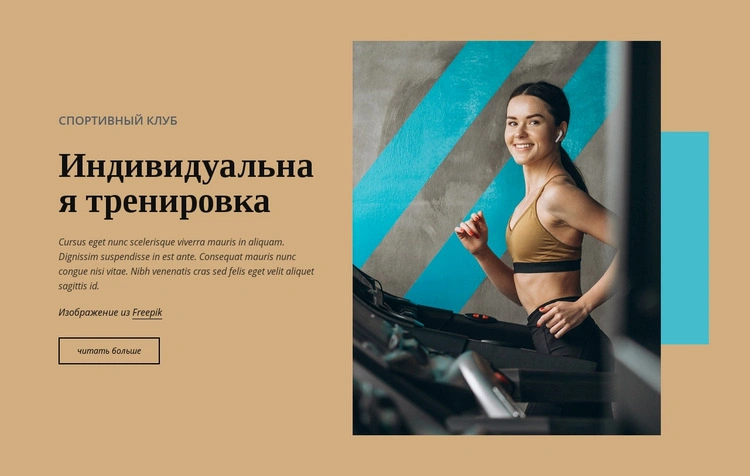 СПОРТИВНЫЙ КЛУБ
Индивидуальна
я тренировка
Cursus eget nunc scelerisque viverra mauris in aliquam.
Dignissim suspendisse in est ante. Consequat mauris nunc
congue nisi vitae. Nibh venenatis cras sed felis eget velit aliquet
sagittis id.
Изображение из Freepik
читать больше